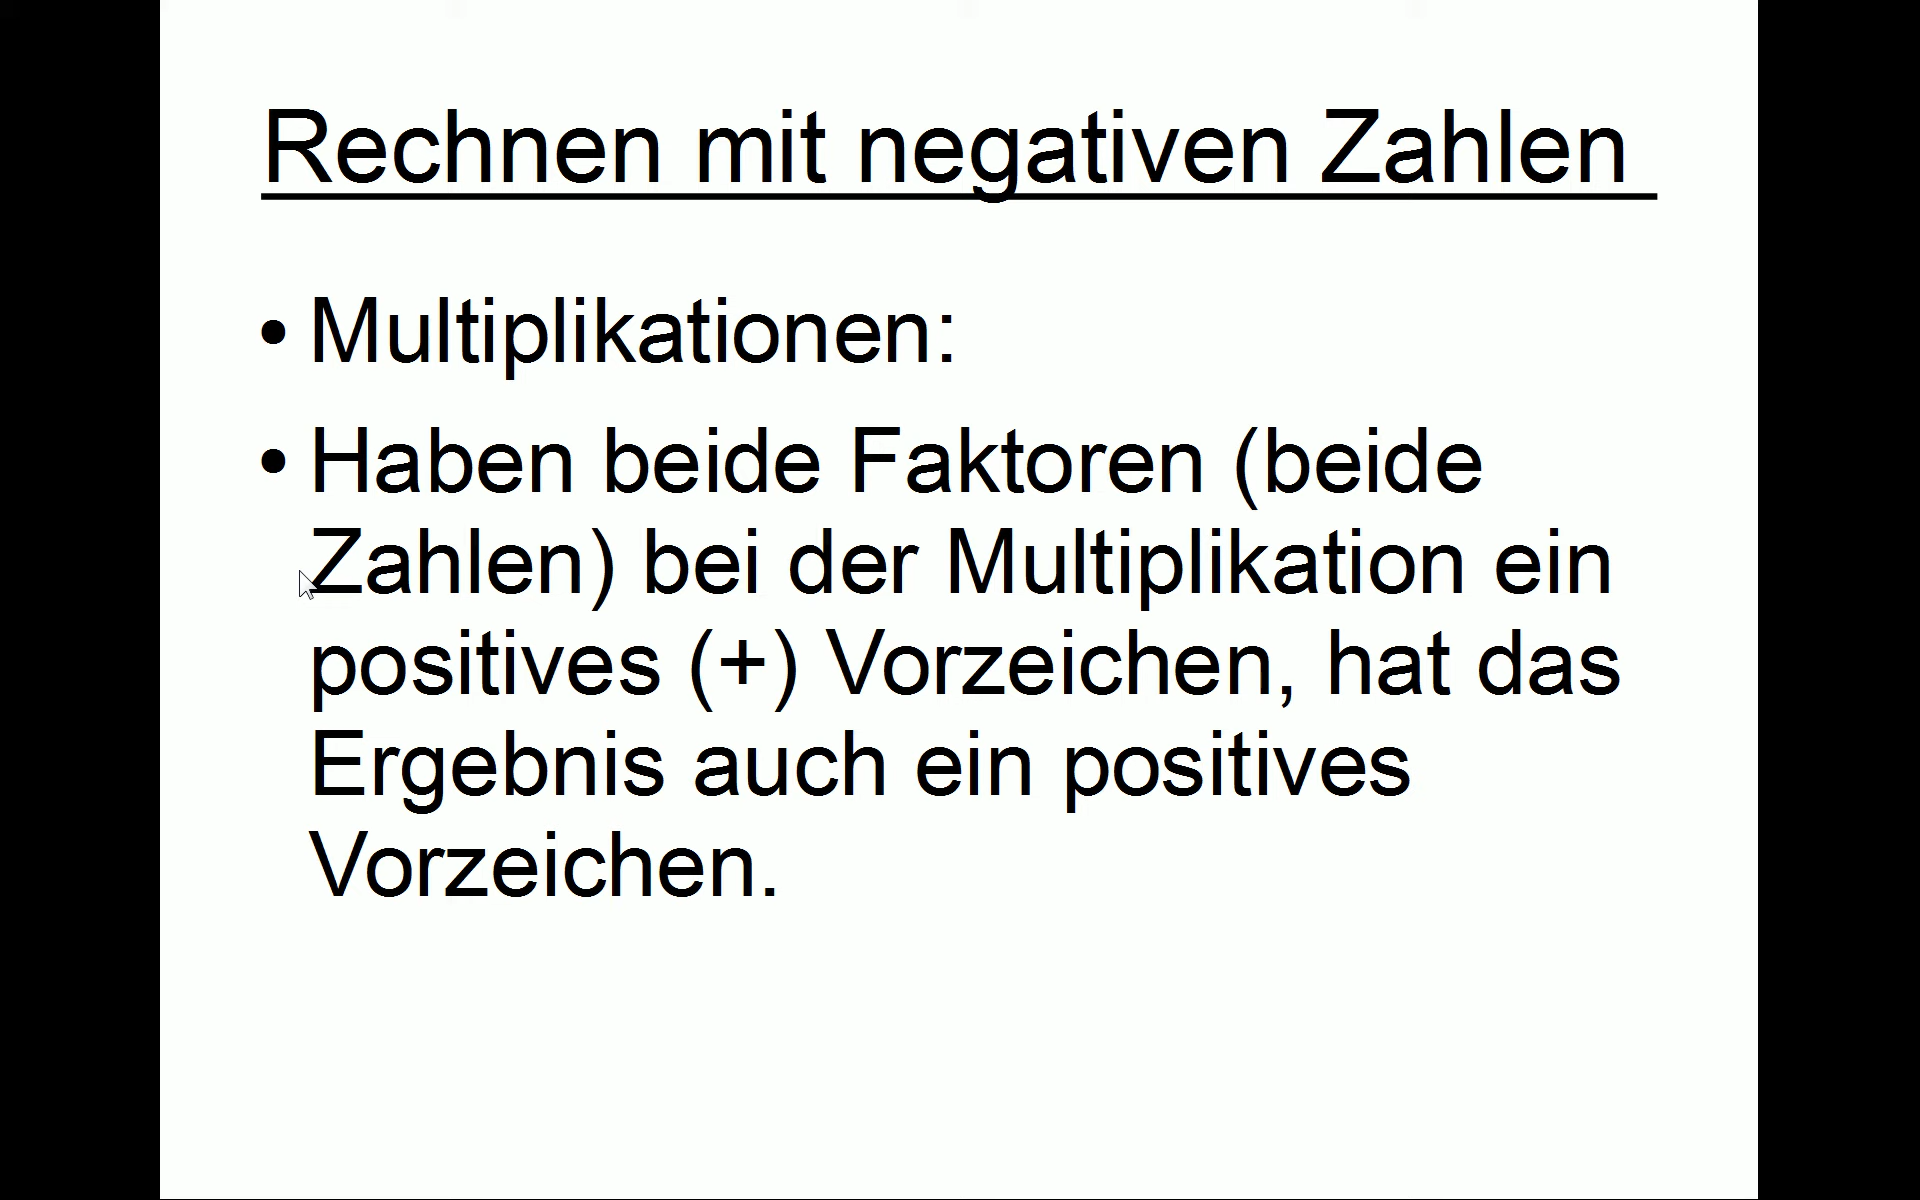 Rechnen mit negativen Zahlen
• Multiplikationen:
• Haben beide Faktoren (beide
Zahlen) bei der Multiplikation ein
positives (+) Vorzeichen, hat das
Ergebnis auch ein positives
Vorzeichen.